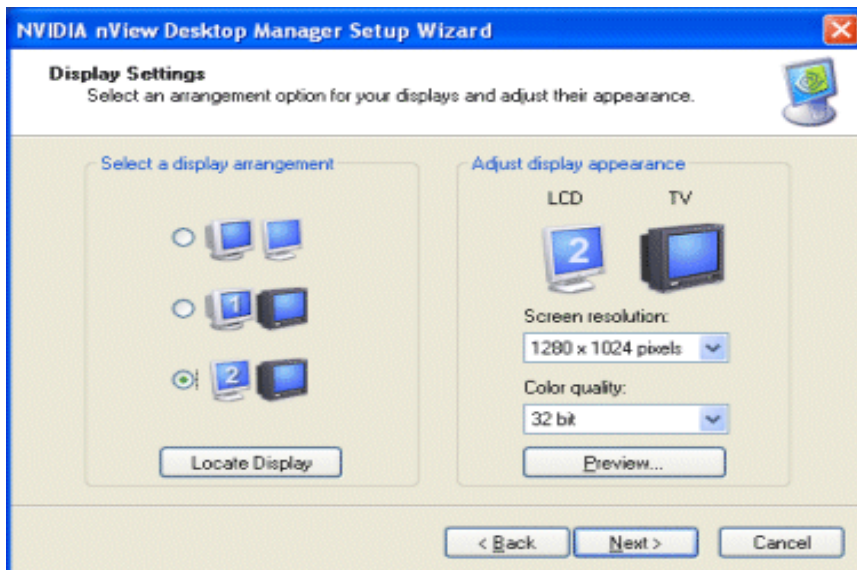 NVIDIA nView Desktop Manager Setup Wizard
Display Settings
Select an arrangement option for your displays and adjust their appearance.
Select a display arrangement
Adjust display appearance
LCD TV
2
1
2
Screen resolution:
1280 x 1024 pixels
Color quality:
32 bit
Locate Display
Preview...
< Back Next > Cancel